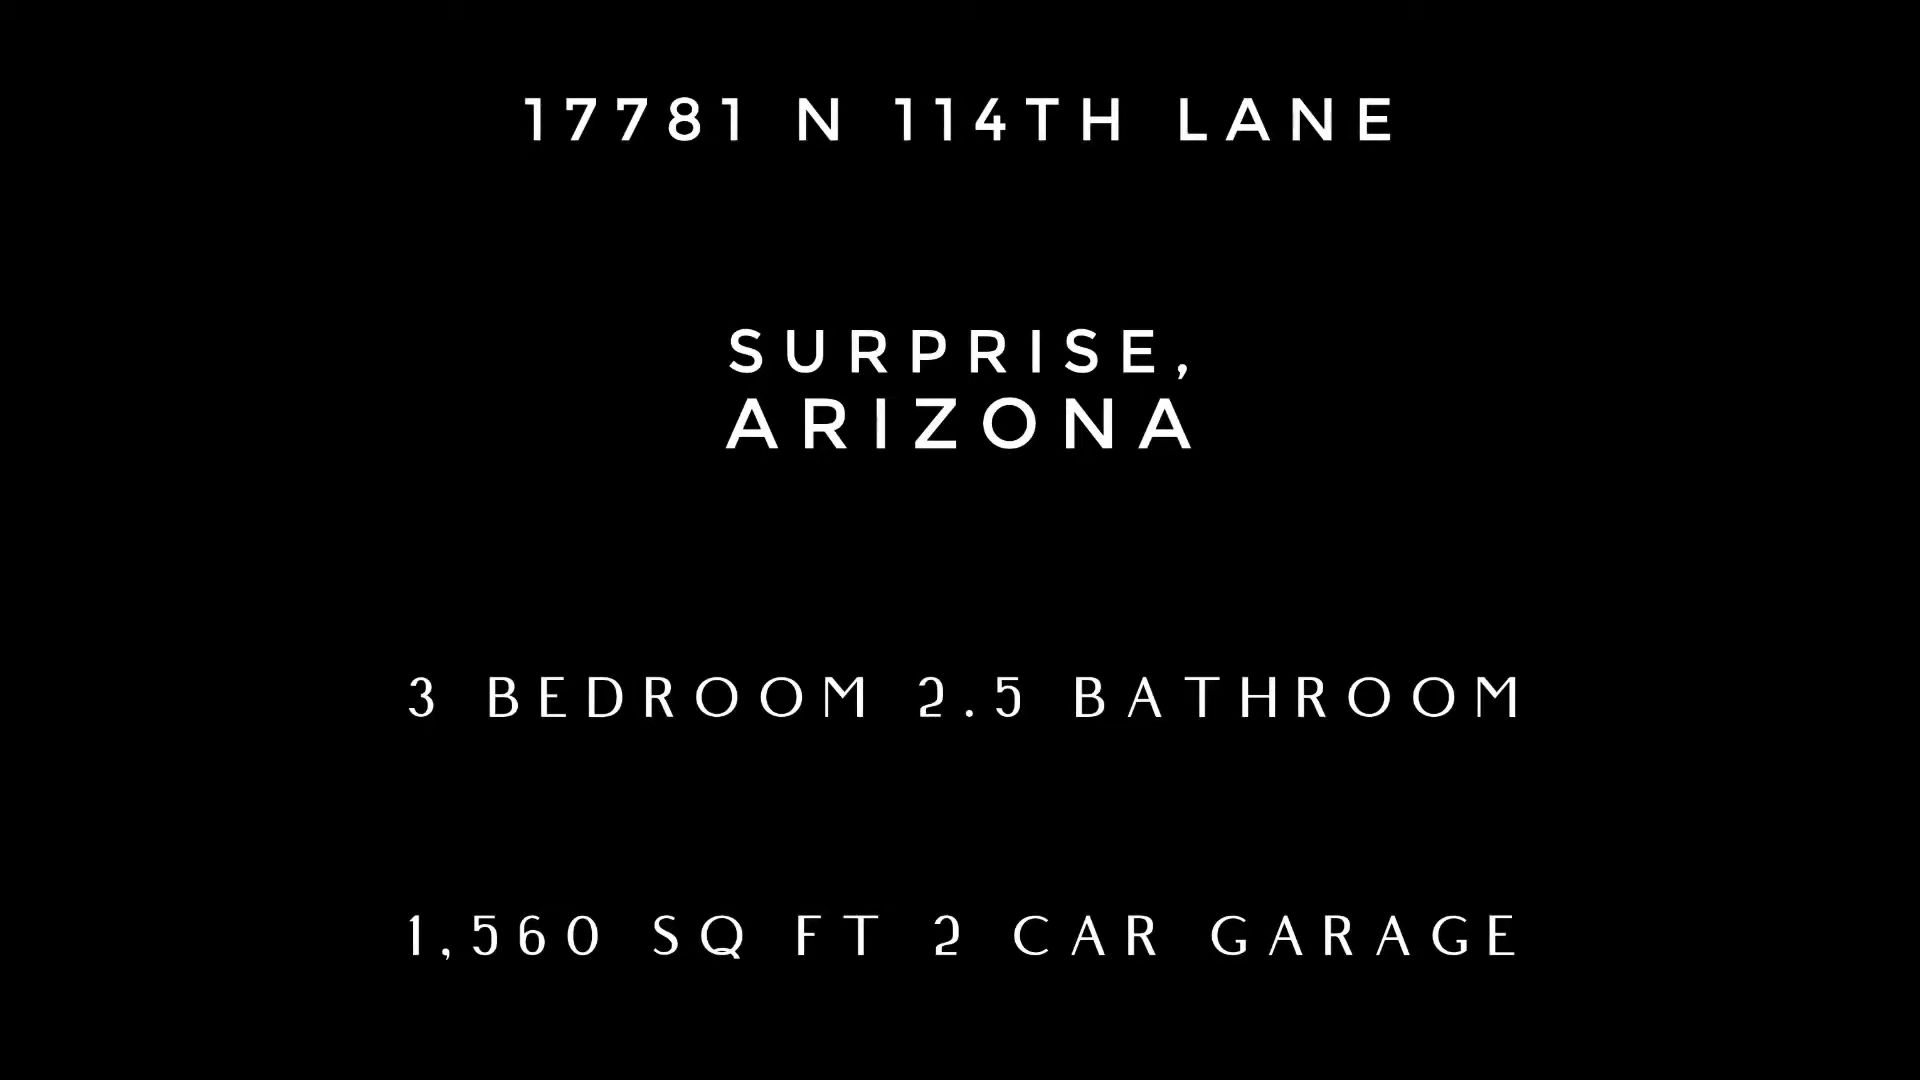 17781 N 114TH LANE
SURPRISE,
ARIZONA
3 BEDROOM 2.5 BATHROOM
1,560 SQ FT 2 CAR GARAGE